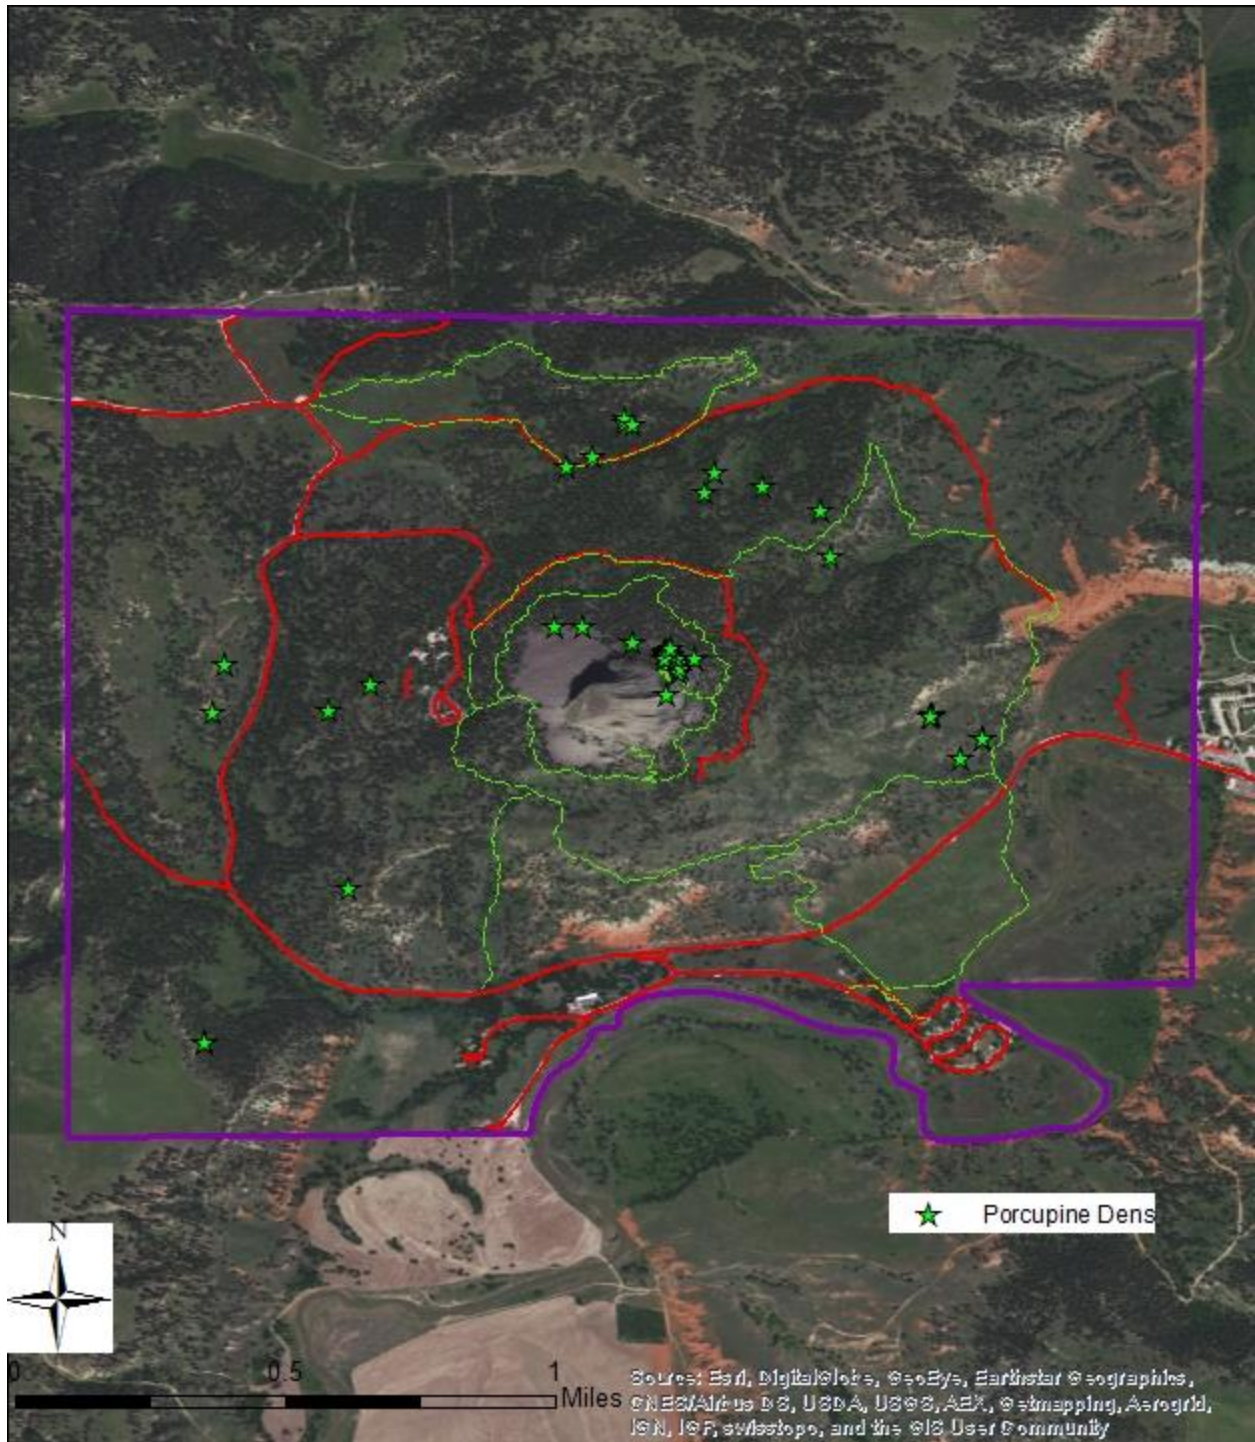 Porcupine Dens
N
0 0.5 1
Miles
Source: Esri, DigitalGlobe, GeoEye, Earthstar Geographics,
CNES/Airbus DS, USDA, USGS, AEX, Getmapping, Aerogrid,
IGN, IGP, swisstopo, and the GIS User Community